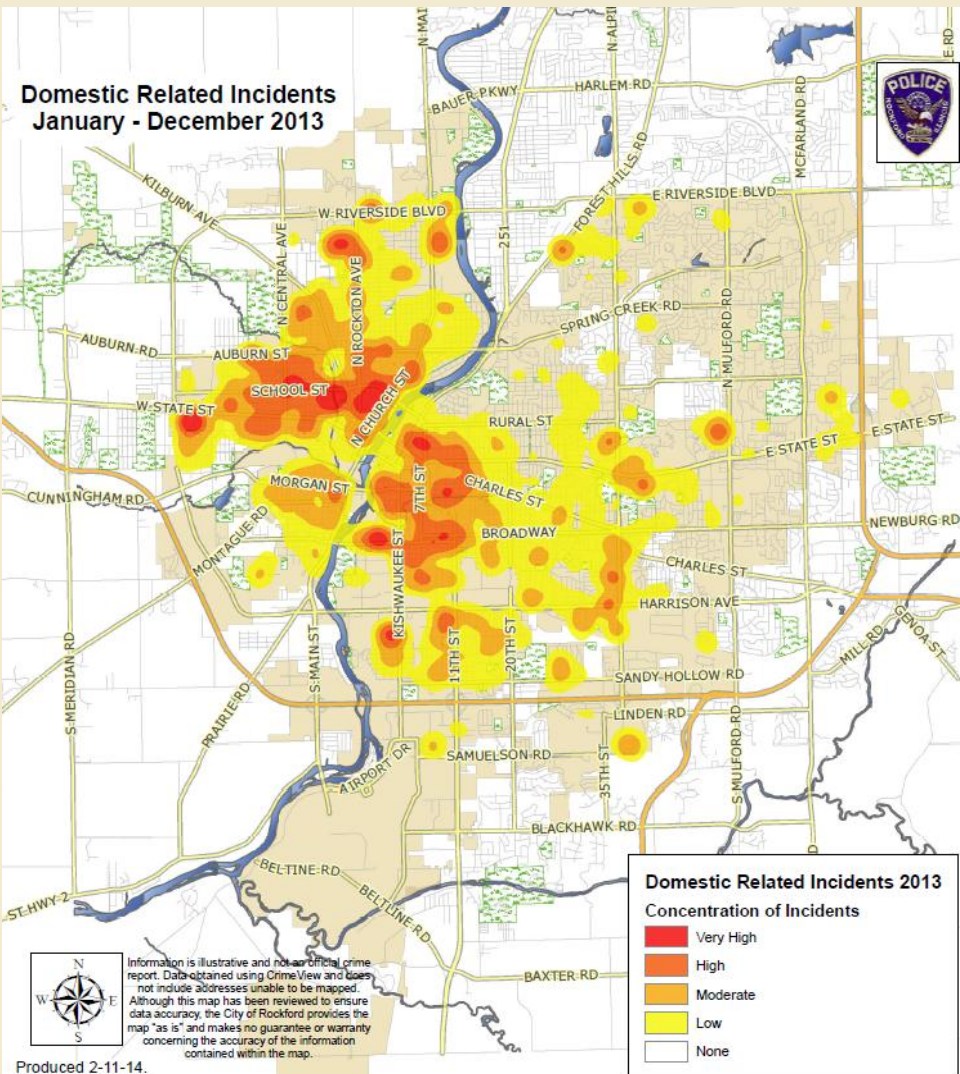 Domestic Related Incidents
January - December 2013
N MAI
N ALPI
E RD
BAUER PKWY
HARLEM RD
MCFARLAND RD
POLICE
ROCKFORD
ILLINOIS
KILBURN AVE
FOREST HILLS RD
E RIVERSIDE BLVD
W RIVERSIDE BLVD
251
N CENTRAL AVE
N ROCKTON AVE
SPRING CREEK RD
N MULFORD RD
AUBURN RD
AUBURN ST
SCHOOL ST
W STATE ST
N CHURCH ST
RURAL ST
E STATE ST
E STATE ST
MORGAN ST
7TH ST
CHARLES ST
CUNNINGHAM RD
MONTAGUE RD
BROADWAY
NEWBURG RD
KISHWAUKEE ST
CHARLES ST
HARRISON AVE
GENOA ST
MILL RD
S MERIDIAN RD
S MAIN ST
11TH ST
20TH ST
SANDY HOLLOW RD
PRAIRIE RD
LINDEN RD
SAMUELSON RD
35TH ST
S MULFORD RD
AIRPORT DR
BLACKHAWK RD
D
BELTINE RD
ST HWY 2
BELTLINE RD
BAXTER RD
Domestic Related Incidents 2013
Concentration of Incidents
Very High
High
Moderate
Low
None
N
W E
S
Information is illustrative and not an official crime
report. Data obtained using CrimeView and does
not include addresses unable to be mapped.
Although this map has been reviewed to ensure
data accuracy, the City of Rockford provides the
map "as is" and makes no guarantee or warranty
concerning the accuracy of the information
contained within the map.
Produced 2-11-14.